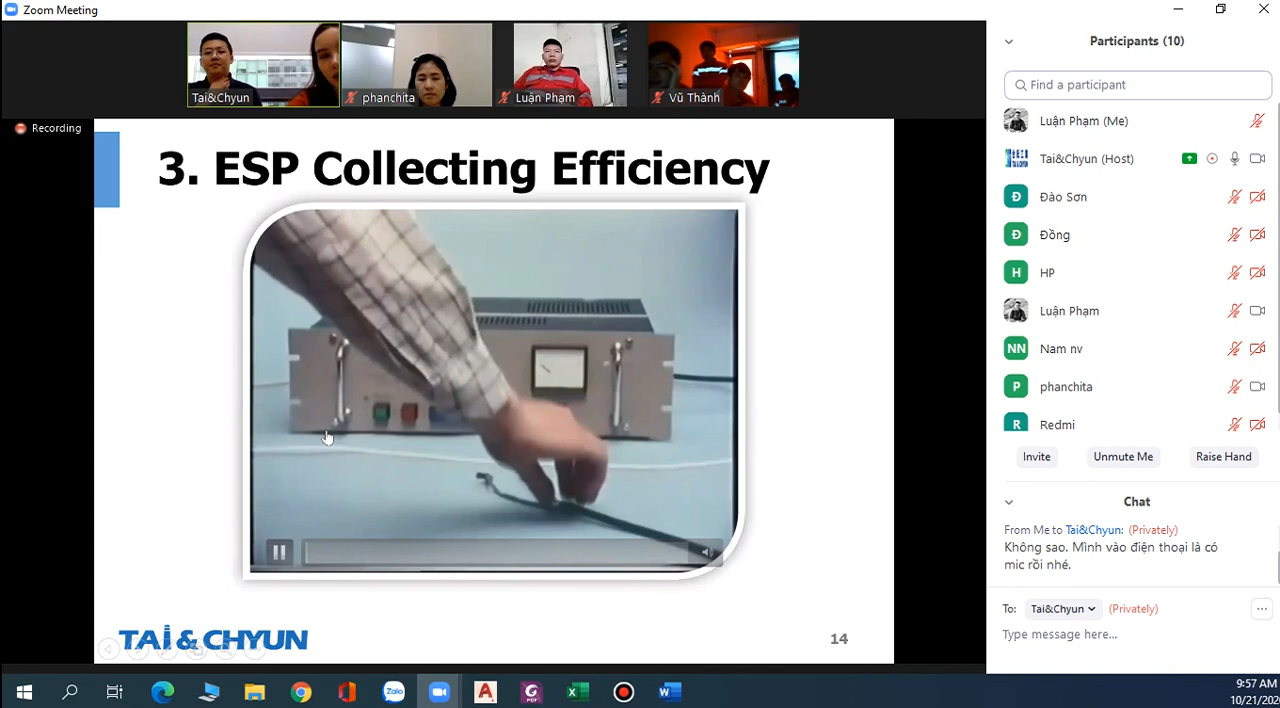 Zoom Meeting
Tai&Chyun
phanchita
Luận Phạm
Vũ Thành
Recording
3. ESP Collecting Efficiency
TAI & CHYUN
14
Participants (10)
Find a participant
Luận Phạm (Me)
Tai&Chyun (Host)
Đ Đào Sơn
Đ Đồng
H HP
Luận Phạm
NN Nam nv
P phanchita
R Redmi
Invite Unmute Me Raise Hand
Chat
From Me to Tai&Chyun: (Privately)
Không sao. Mình vào điện thoại là có
mic rồi nhé.
To: Tai&Chyun (Privately)
Type message here...
Zalo
9:57 AM
10/21/20